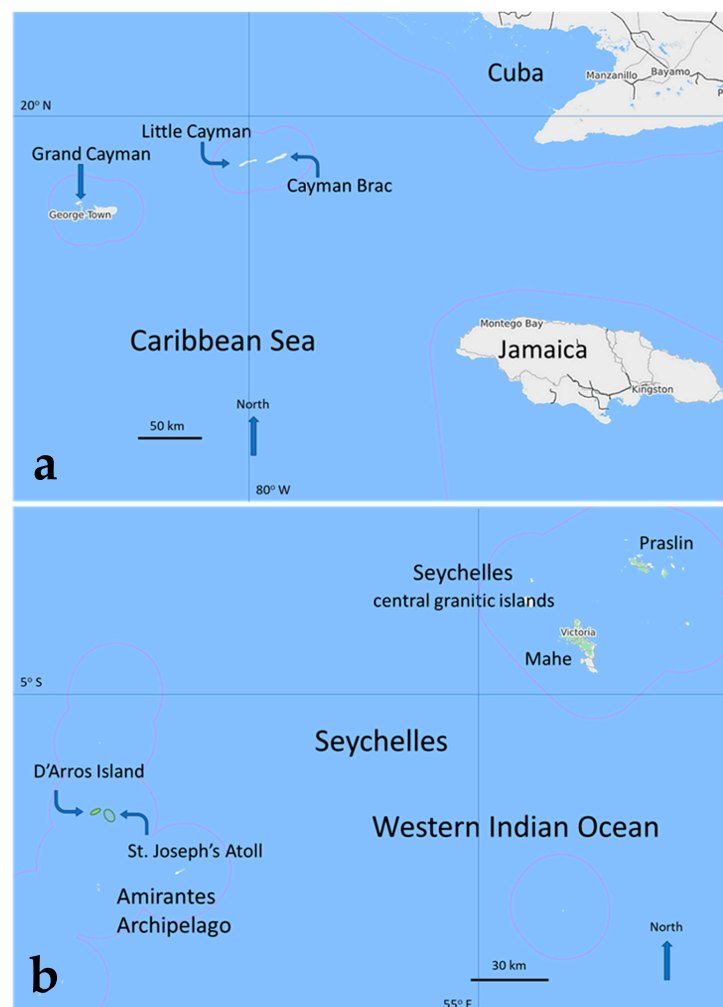 Cuba
Manzanillo
Bayamo
P
20° N
Little Cayman
Grand Cayman
Cayman Brac
George Town
Caribbean Sea
Montego Bay
Jamaica
Kingston
North
50 km
a
80° W
Praslin
Seychelles
central granitic islands
Victoria
Mahe
5° S
Seychelles
D'Arros Island
Western Indian Ocean
St. Joseph's Atoll
Amirantes
Archipelago
North
30 km
b
55° E